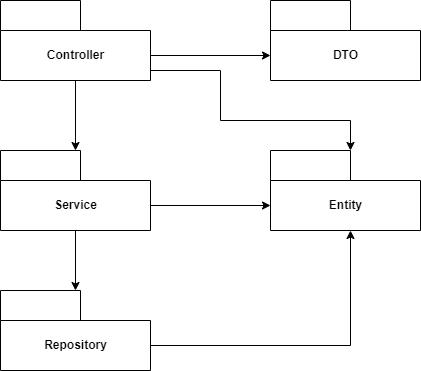 Controller
DTO
Service
Entity
Repository